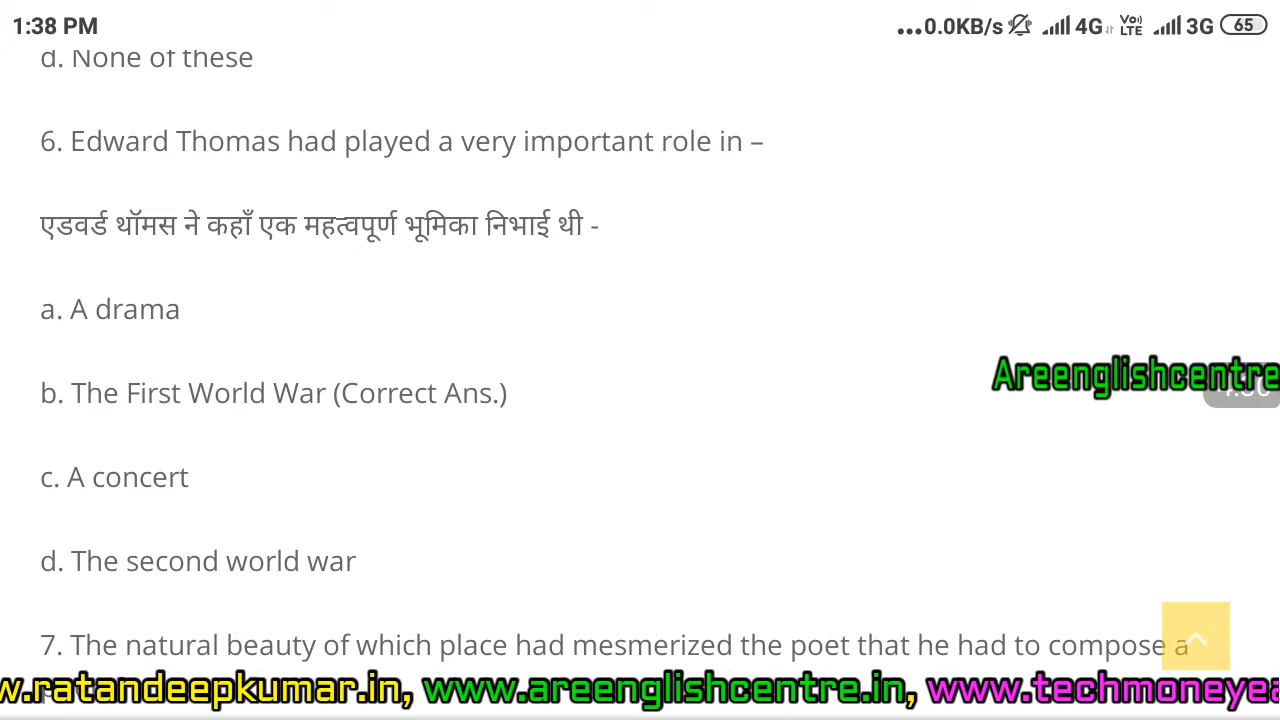 1:38 PM ...0.0KB/s 4G Vo) LTE 3G 65
d. None of these
6. Edward Thomas had played a very important role in –
एडवर्ड थॉमस ने कहाँ एक महत्वपूर्ण भूमिका निभाई थी -
a. A drama
b. The First World War (Correct Ans.)
Areenglishcentre
c. A concert
d. The second world war
7. The natural beauty of which place had mesmerized the poet that he had to compose a
w.ratandeepkumar.in, www.areenglishcentre.in, www.techmoneyea